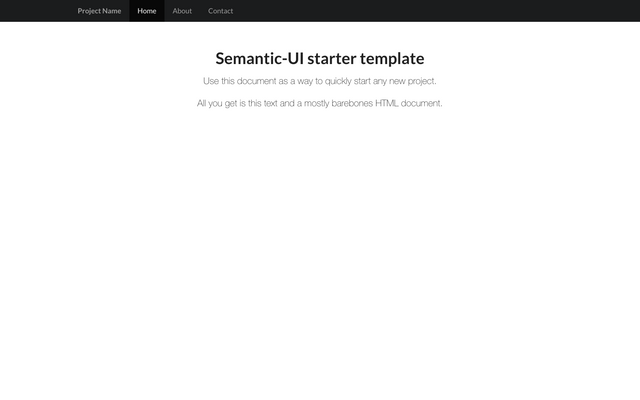 Project Name Home About Contact
Semantic-UI starter template
Use this document as a way to quickly start any new project.
All you get is this text and a mostly barebones HTML document.